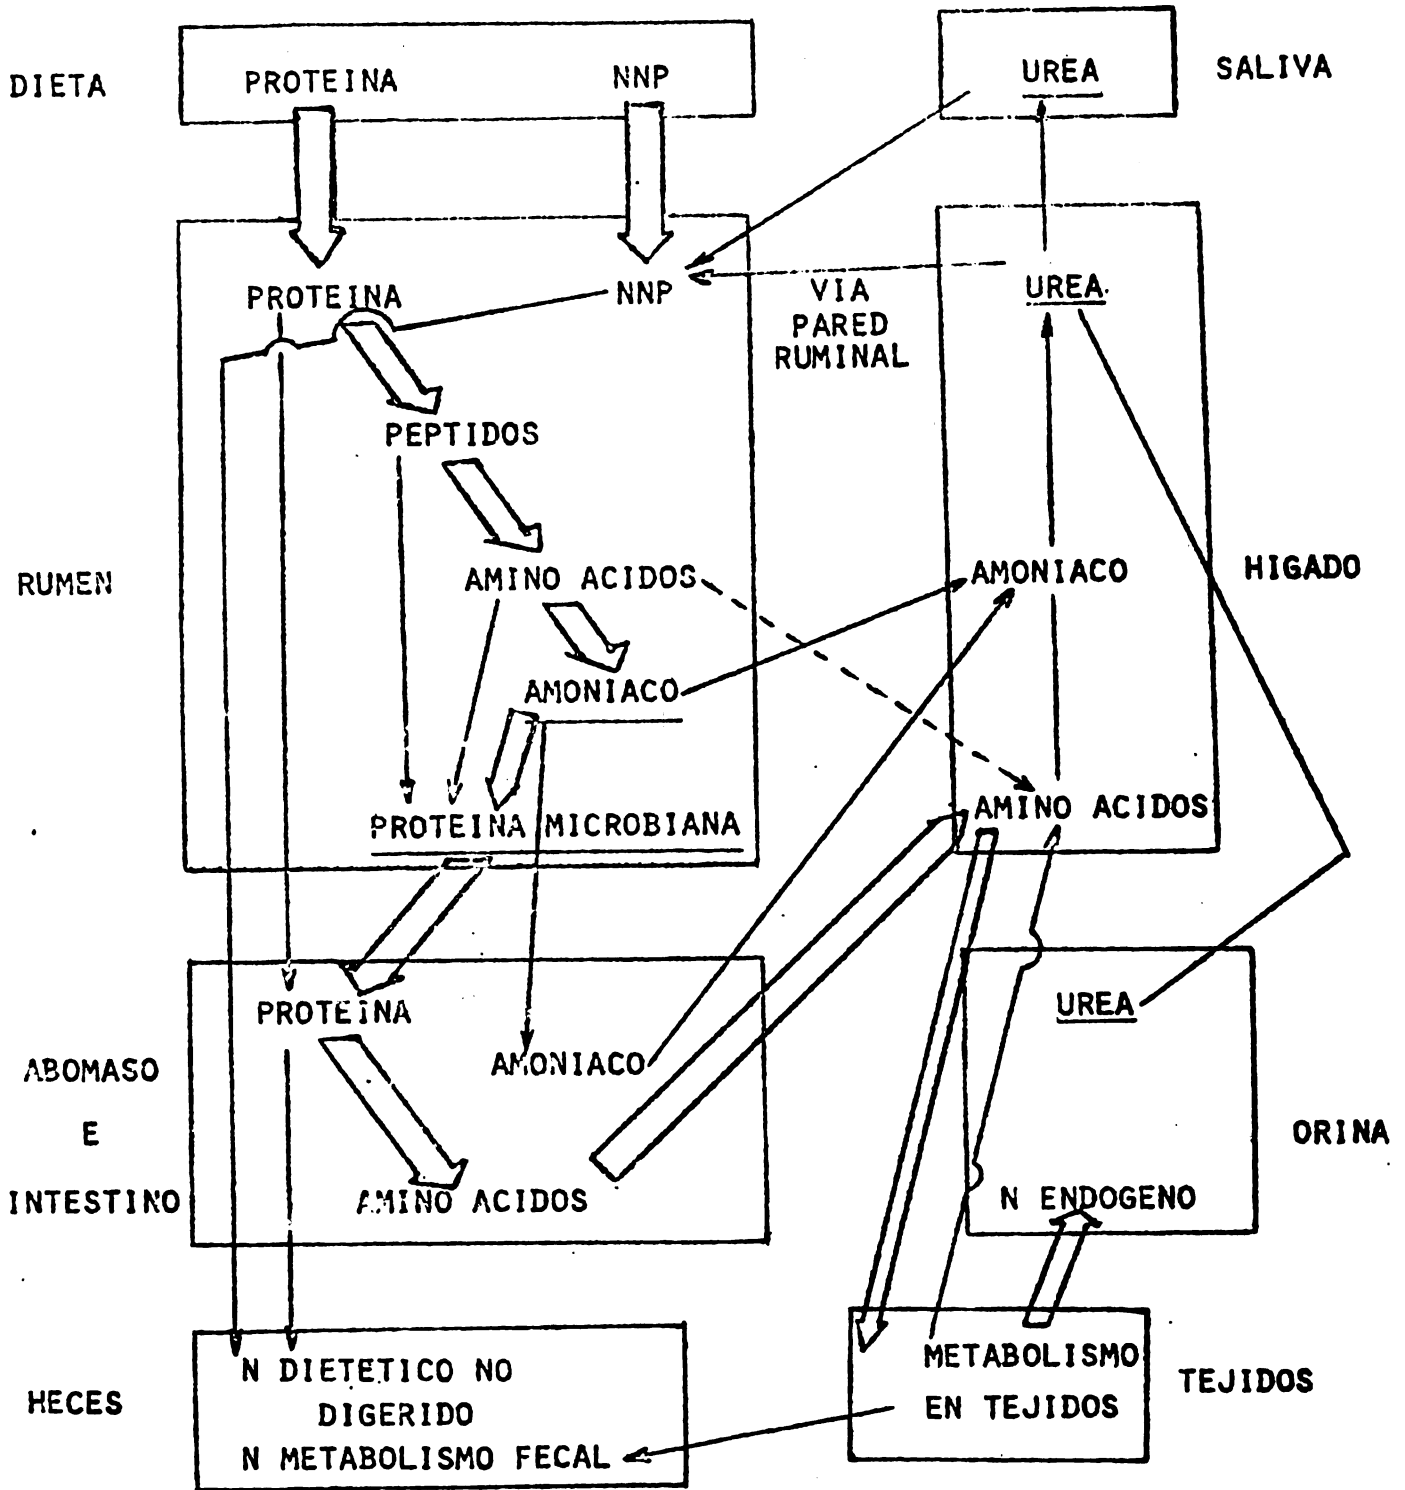 DIETA
PROTEINA
NNP
UREA
SALIVA
PROTEINA
NNP
VIA
PARED
RUMINAL
UREA
PEPTIDOS
RUMEN
AMINO ACIDOS
AMONIACO
HIGADO
AMONIACO
PROTEINA MICROBIANA
AMINO ACIDOS
PROTEINA
UREA
ABOMASO
E
INTESTINO
AMONIACO
AMINO ACIDOS
ORINA
N ENDOGENO
HECES
N DIETETICO NO
DIGERIDO
N METABOLISMO FECAL
METABOLISMO
EN TEJIDOS
TEJIDOS